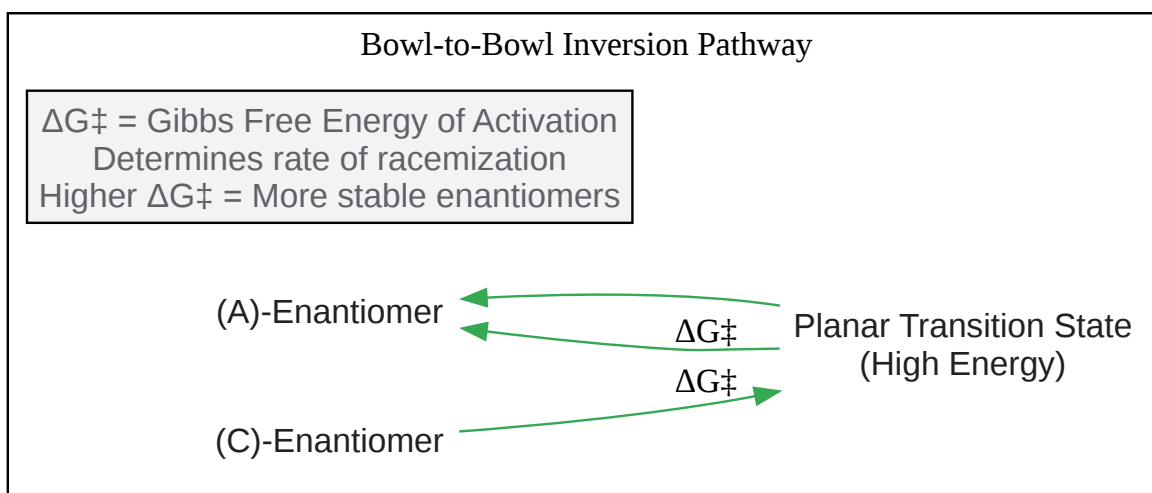 Bowl-to-Bowl Inversion Pathway
ΔG‡ = Gibbs Free Energy of Activation
Determines rate of racemization
Higher ΔG‡ = More stable enantiomers
(A)-Enantiomer
ΔG‡
Planar Transition State
(High Energy)
ΔG‡
(C)-Enantiomer